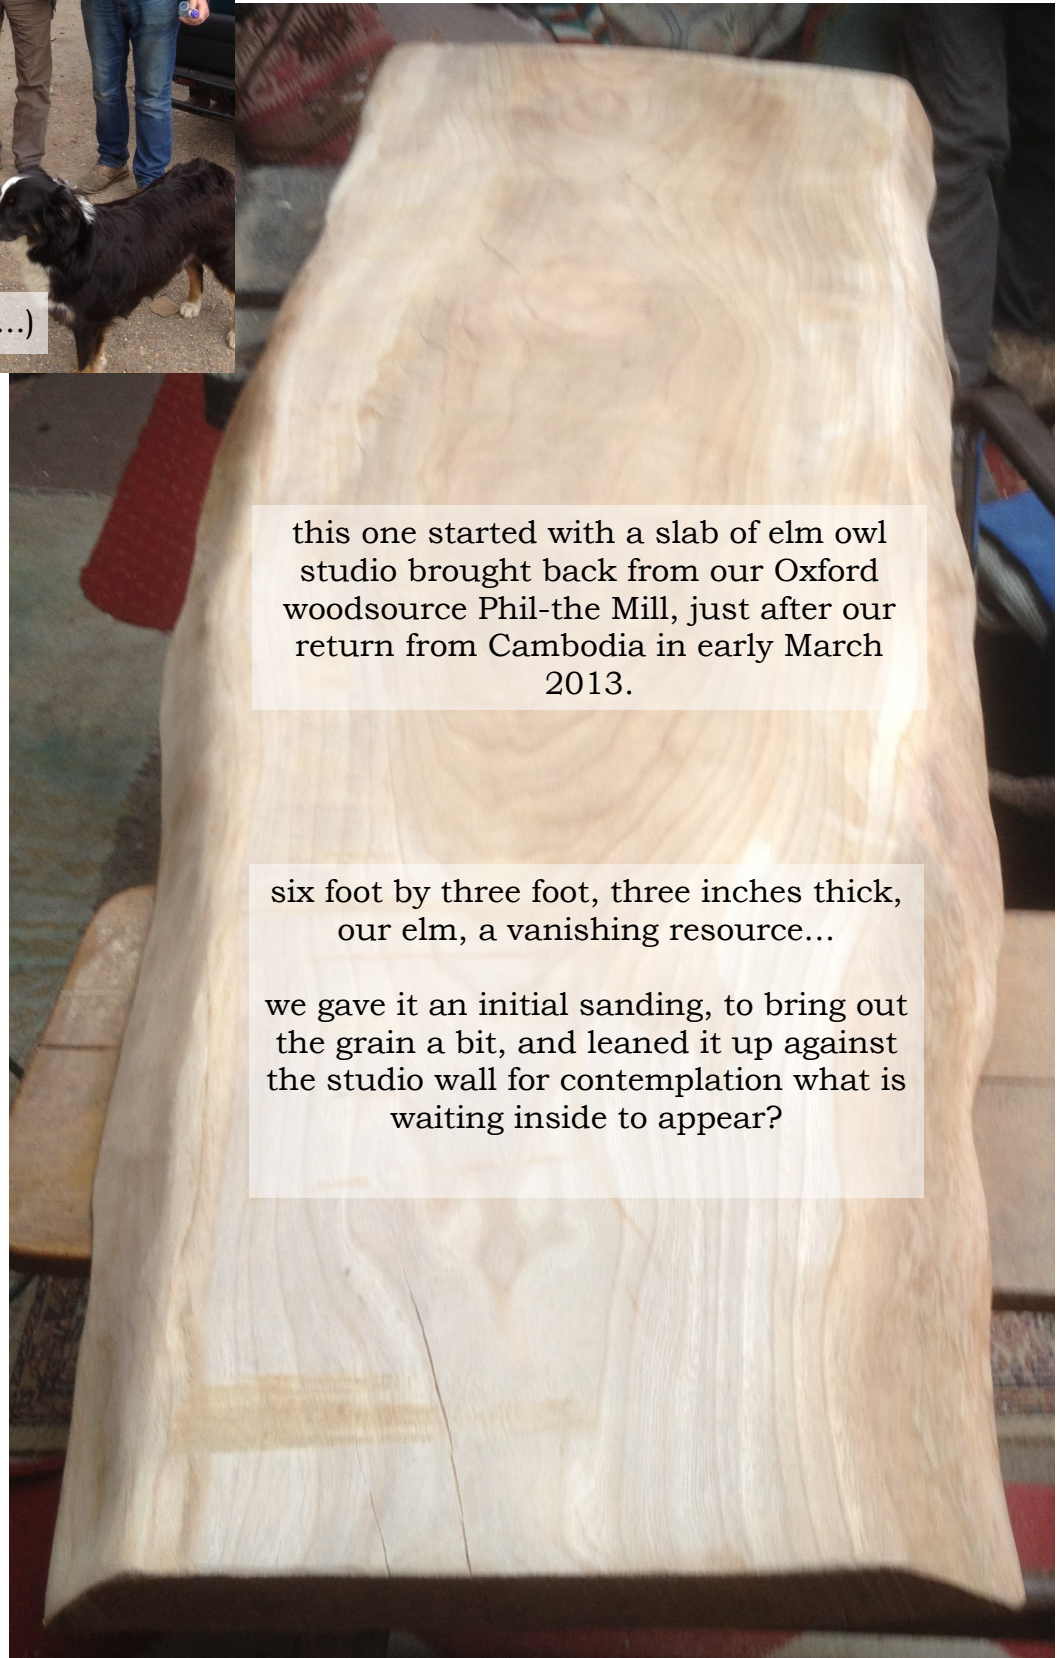 ...)
this one started with a slab of elm owl
studio brought back from our Oxford
woodsource Phil-the Mill, just after our
return from Cambodia in early March
2013.
six foot by three foot, three inches thick,
our elm, a vanishing resource…
we gave it an initial sanding, to bring out
the grain a bit, and leaned it up against
the studio wall for contemplation what is
waiting inside to appear?